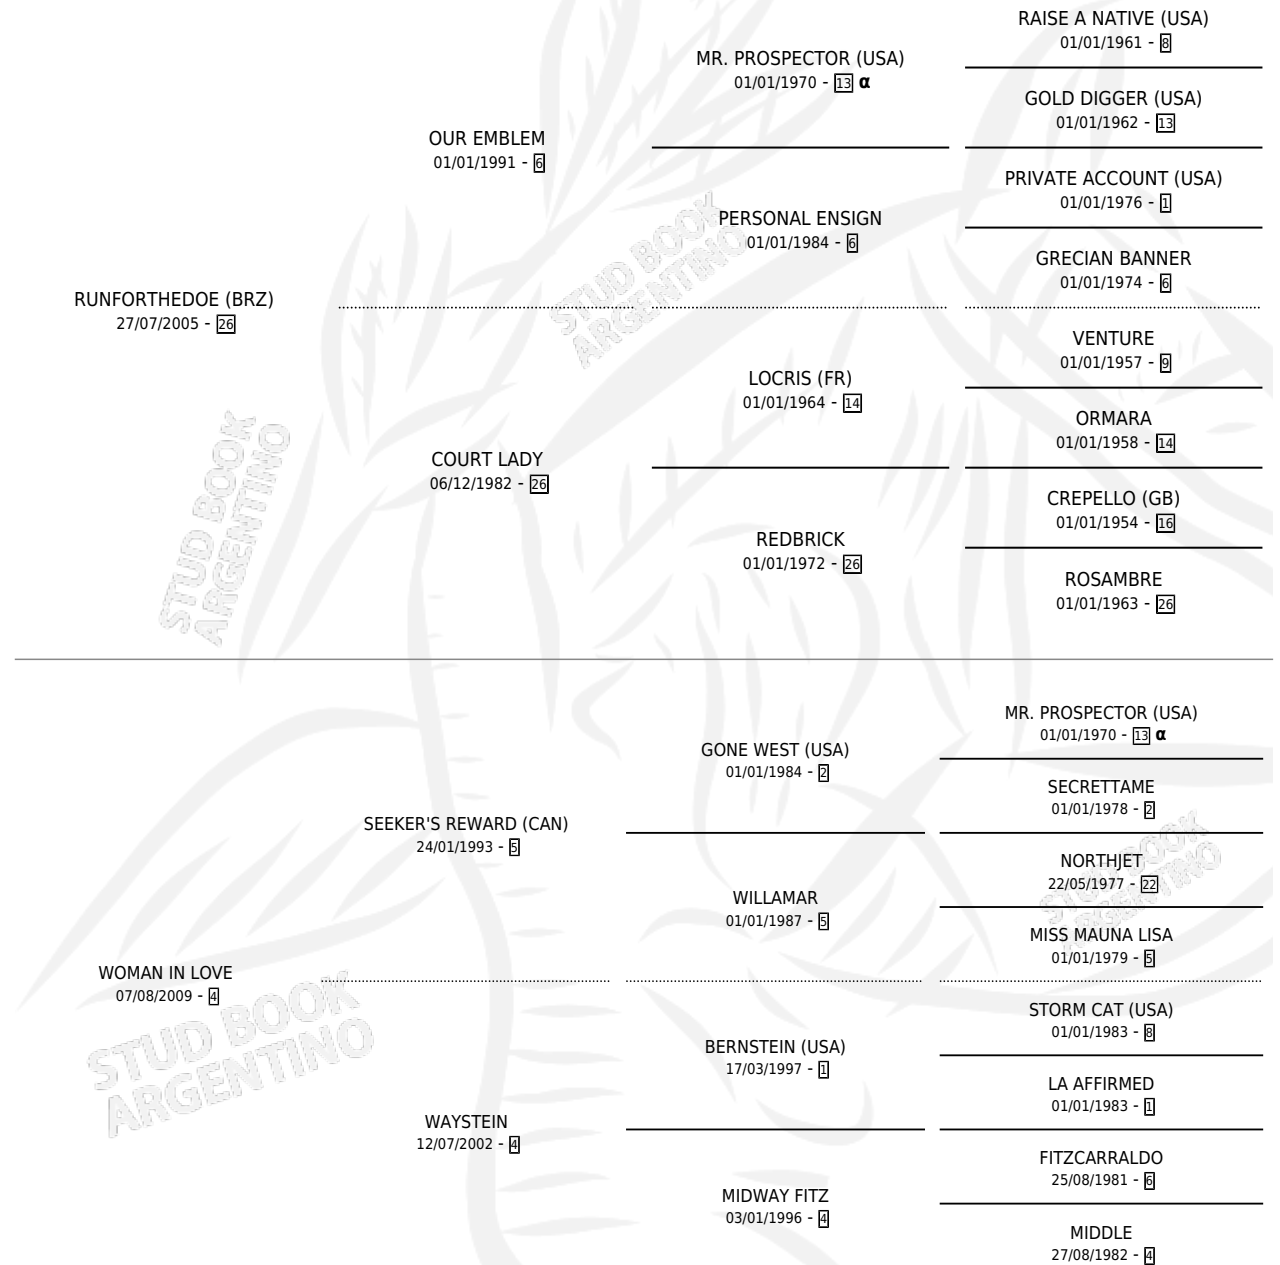 RAISE A NATIVE (USA)
01/01/1961 - 8
MR. PROSPECTOR (USA)
01/01/1970 - 13 α
GOLD DIGGER (USA)
01/01/1962 - 13
OUR EMBLEM
01/01/1991 - 6
PRIVATE ACCOUNT (USA)
01/01/1976 - 1
PERSONAL ENSIGN
01/01/1984 - 6
GRECIAN BANNER
01/01/1974 - 6
RUNFORTHEDOE (BRZ)
27/07/2005 - 26
VENTURE
01/01/1957 - 9
LOCRIS (FR)
01/01/1964 - 14
ORMARA
01/01/1958 - 14
COURT LADY
06/12/1982 - 26
CREPELLO (GB)
01/01/1954 - 16
REDBRICK
01/01/1972 - 26
ROSAMBRE
01/01/1963 - 26
MR. PROSPECTOR (USA)
01/01/1970 - 13 α
GONE WEST (USA)
01/01/1984 - 2
SECRETTAME
01/01/1978 - 2
SEEKER'S REWARD (CAN)
24/01/1993 - 5
NORTHJET
22/05/1977 - 22
WILLAMAR
01/01/1987 - 5
MISS MAUNA LISA
01/01/1979 - 5
WOMAN IN LOVE
07/08/2009 - 4
STORM CAT (USA)
01/01/1983 - 8
BERNSTEIN (USA)
17/03/1997 - 1
LA AFFIRMED
01/01/1983 - 1
WAYSTEIN
12/07/2002 - 4
FITZCARRALDO
25/08/1981 - 6
MIDWAY FITZ
03/01/1996 - 4
MIDDLE
27/08/1982 - 4
STUD BOOK
ARGENTINO
STUD BOOK
ARGENTINO
STUD BOOK
ARGENTINO
STUD BOOK
ARGENTINO